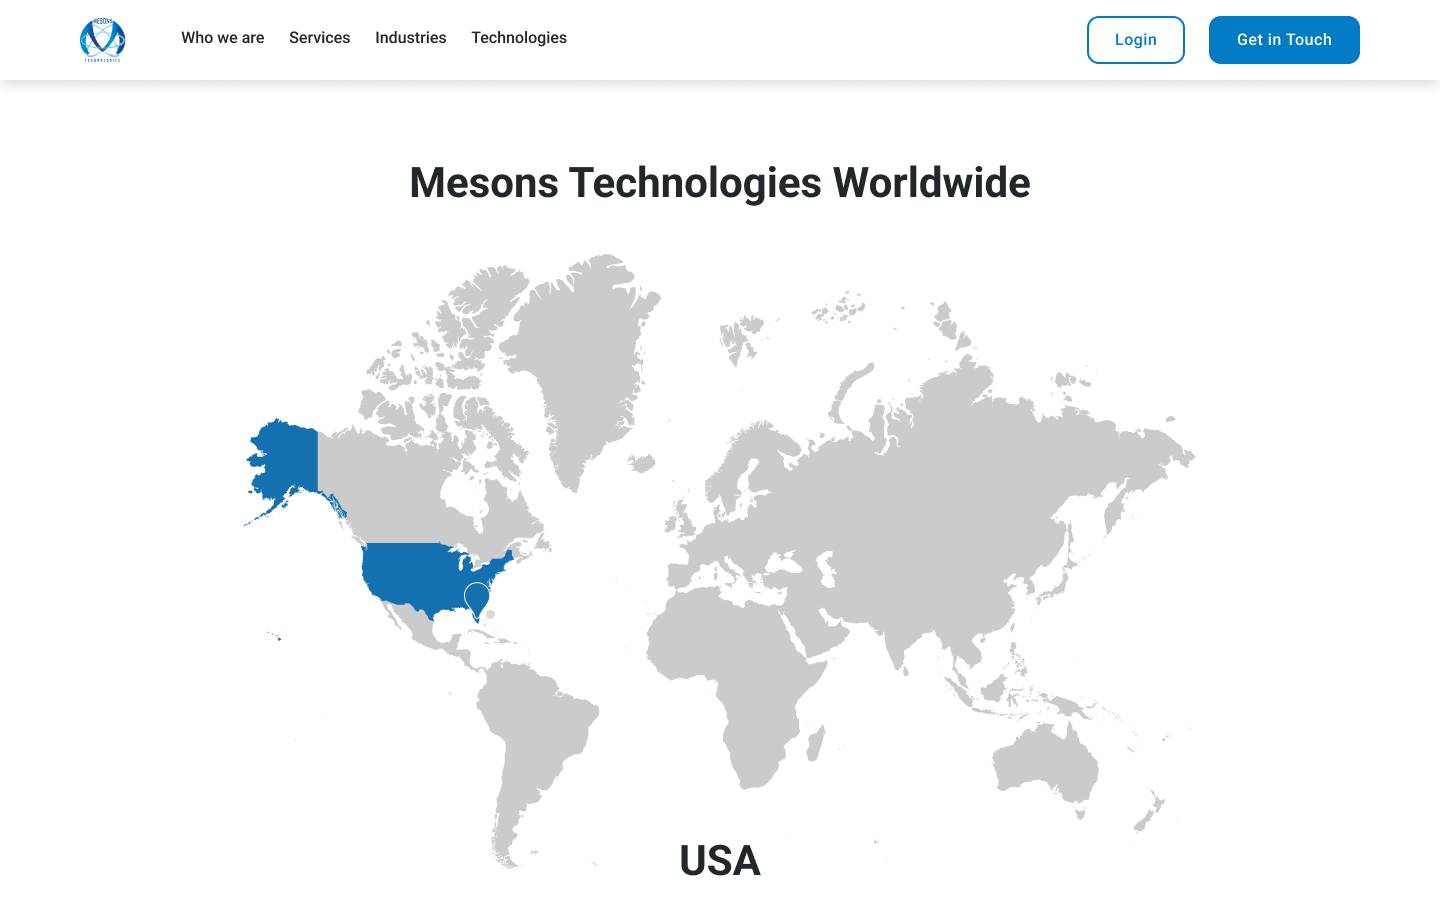 MESONS
TECHNOLOGIES
Who we are
Services
Industries
Technologies
Login
Get in Touch
Mesons Technologies Worldwide
USA